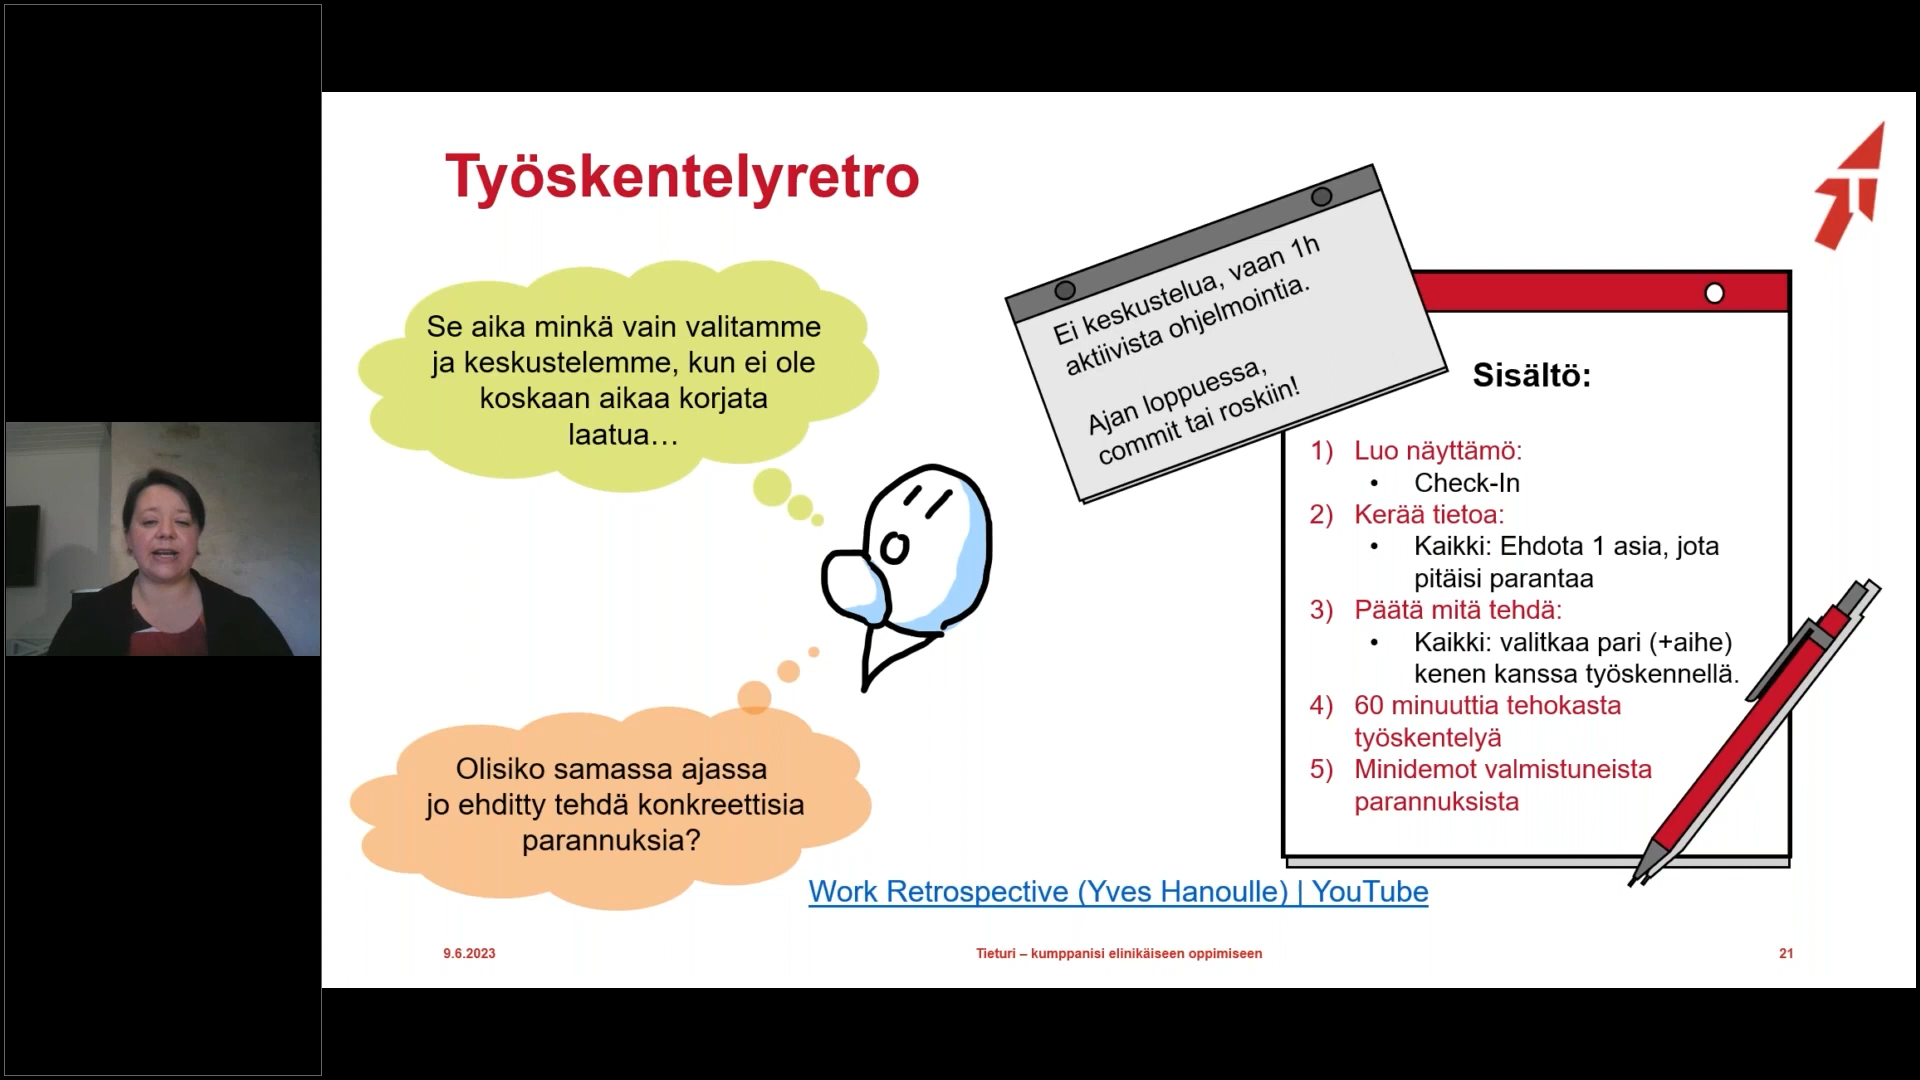 Työskentelyretro
Se aika minkä vain valitamme
ja keskustelemme, kun ei ole
koskaan aikaa korjata
laatua…
Ei keskustelua, vaan 1h
aktiivista ohjelmointia.
Ajan loppuessa,
commit tai roskiin!
Olisiko samassa ajassa
jo ehditty tehdä konkreettisia
parannuksia?
Sisältö:
1) Luo näyttämö:
• Check-In
2) Kerää tietoa:
• Kaikki: Ehdota 1 asia, jota
pitäisi parantaa
3) Päätä mitä tehdä:
• Kaikki: valitkaa pari (+aihe)
kenen kanssa työskennellä.
4) 60 minuuttia tehokasta
työskentelyä
5) Minidemot valmistuneista
parannuksista
Work Retrospective (Yves Hanoulle) | YouTube
9.6.2023
Tieturi – kumppanisi elinikäiseen oppimiseen
21